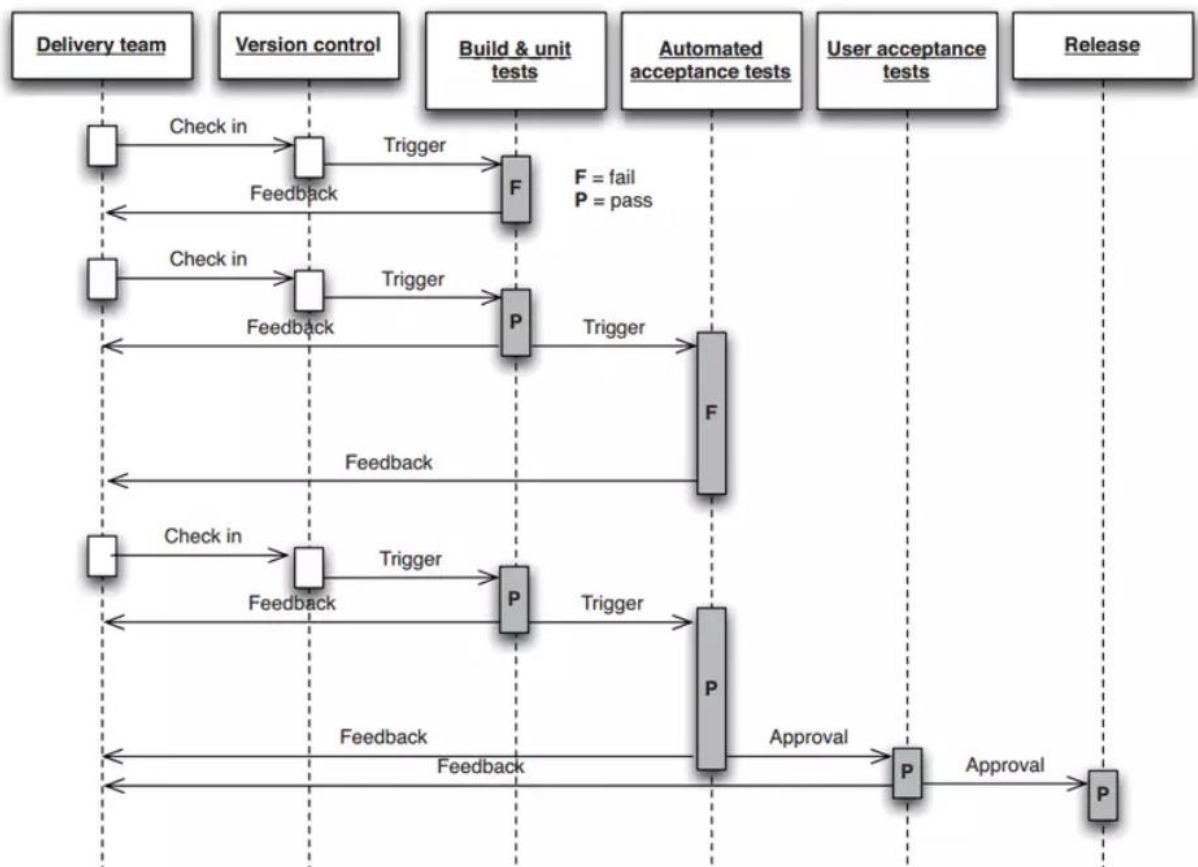 Delivery team
Version control
Build & unit
tests
Automated
acceptance tests
User acceptance
tests
Release
Check in
Trigger
F
F = fail
P = pass
Feedback
Check in
Trigger
P
Feedback
Trigger
F
Feedback
Check in
Trigger
P
Feedback
Trigger
P
Feedback
Approval
P
Feedback
Approval
P